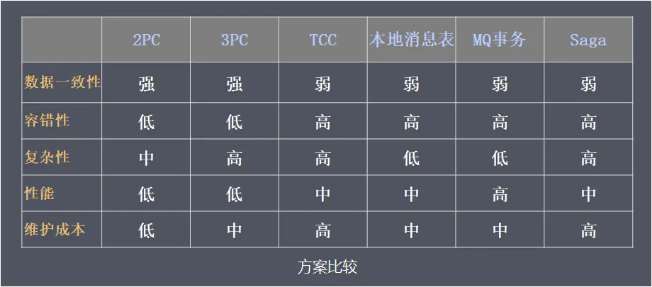 2PC 3PC TCC 本地消息表 MQ事务 Saga
数据一致性 强 强 弱 弱 弱 弱
容错性 低 低 高 高 高 高
复杂性 中 高 高 低 低 高
性能 低 低 中 中 高 中
维护成本 低 中 高 中 中 高
方案比较